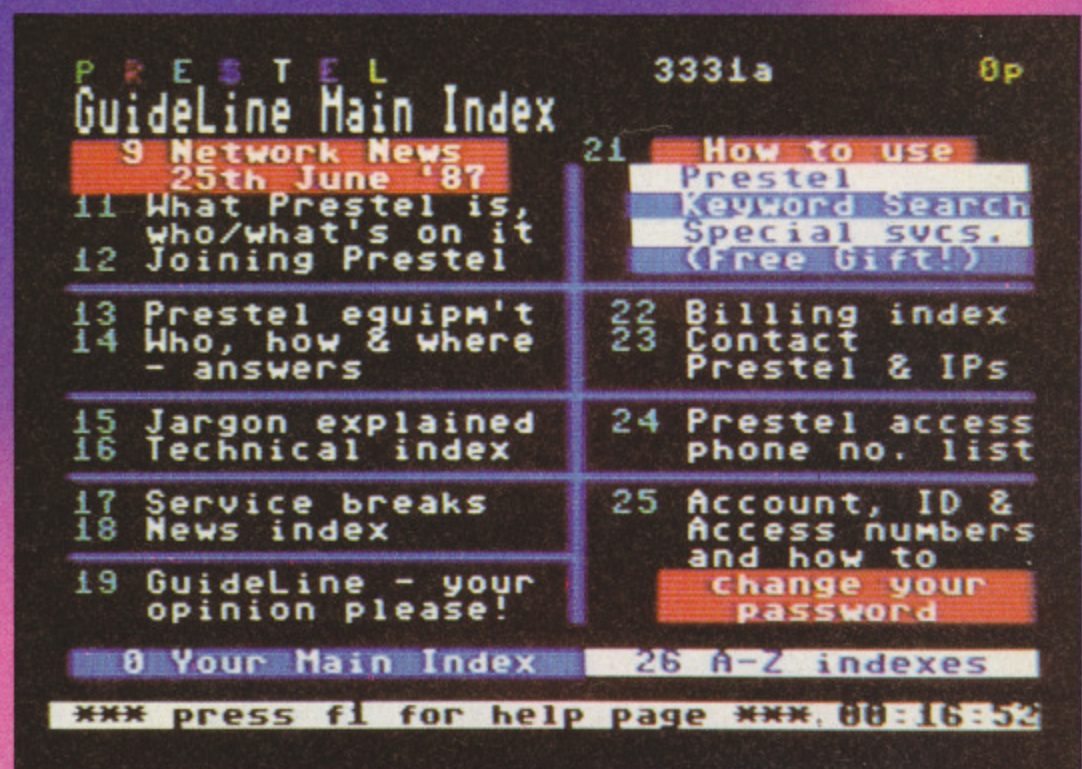 PRESTEL 333ia 0p
GuideLine Main Index
9 Network News
25th June '87
11 What Prestel is,
who/what's on it
12 Joining Prestel
13 Prestel equipm't
14 Who, how & where
- answers
15 Jargon explained
16 Technical index
17 Service breaks
18 News index
19 GuideLine - your
opinion please!
21 How to use
Prestel
Keyword Search
Special svcs.
(Free Gift!)
22 Billing index
23 Contact
Prestel & IPs
24 Prestel access
phone no. list
25 Account, ID &
Access numbers
and how to
change your
password
0 Your Main Index
26 A-Z indexes
*** press f1 for help page ***. 00:16:52